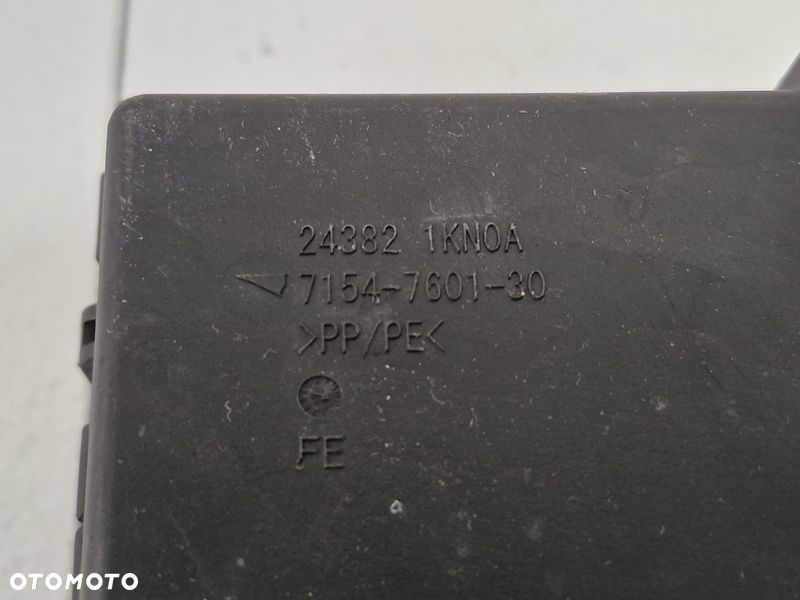 24382 1KN0A
7154-7601-30
>PP/PE<
FE
OTOMOTO